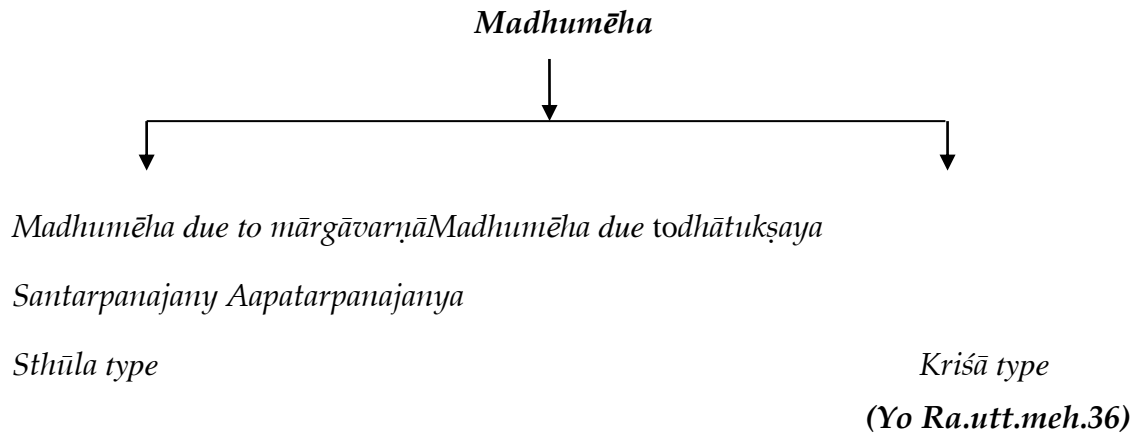 Madhumēha
Madhumēha due to mārgāvarṇāMadhumēha due todhātukṣaya
Santarpanajany Aapatarpanajanya
Sthūla type Kriśā type
(Yo Ra.utt.meh.36)